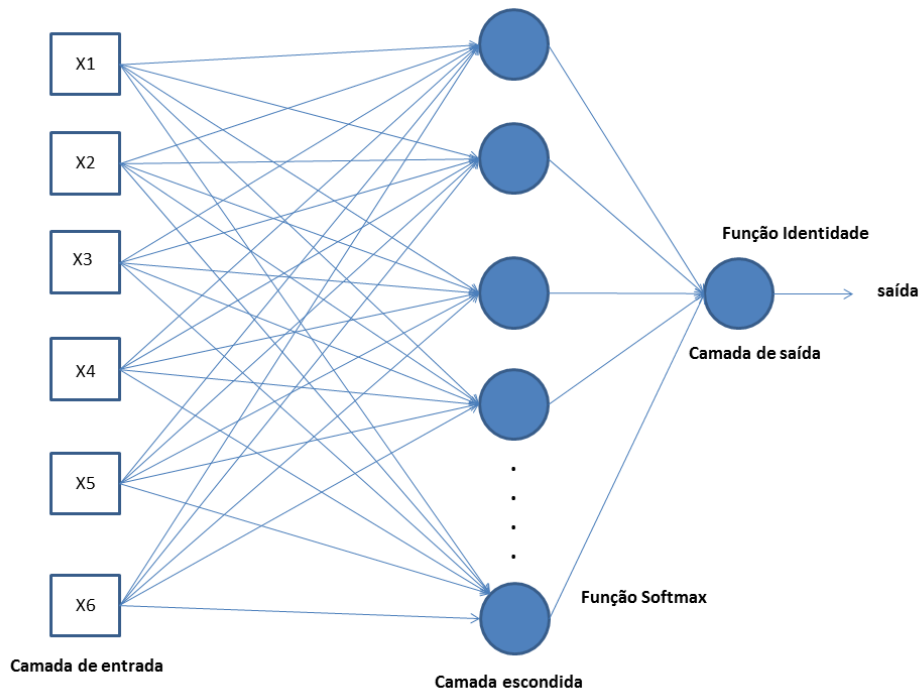 X1
X2
X3
X4
X5
X6
Camada de entrada
Função Softmax
Camada escondida
Função Identidade
saída
Camada de saída